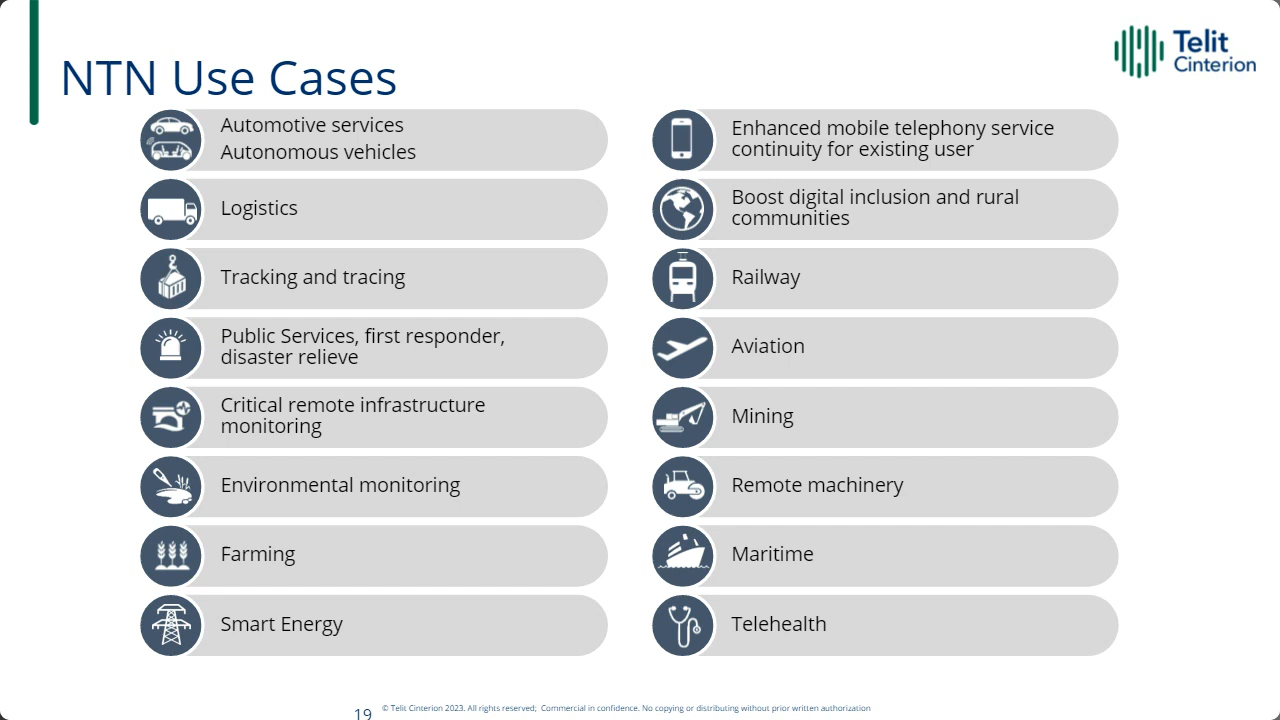 NTN Use Cases
Telit
Cinterion
Automotive services
Autonomous vehicles
Logistics
Tracking and tracing
Public Services, first responder,
disaster relieve
Critical remote infrastructure
monitoring
Environmental monitoring
Farming
Smart Energy
Enhanced mobile telephony service
continuity for existing user
Boost digital inclusion and rural
communities
Railway
Aviation
Mining
Remote machinery
Maritime
Telehealth
19
© Telit Cinterion 2023. All rights reserved; Commercial in confidence. No copying or distributing without prior written authorization